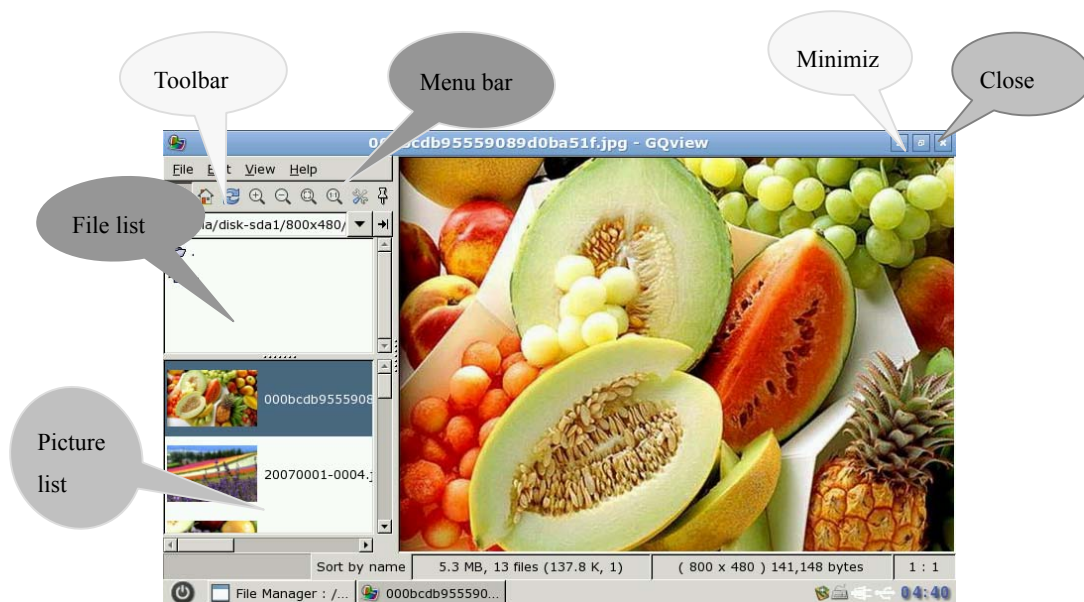 Toolbar
Menu bar
Minimiz
Close
cdb95559089d0ba51f.jpg - GQview
File View Help
File list
/disk-sda1/800x480/
.
000bcdb9555908
Picture
list
20070001-0004.j
Sort by name 5.3 MB, 13 files (137.8 K, 1) ( 800 x 480 ) 141,148 bytes 1 : 1
File Manager : /... 000bcdb955590... 04:40